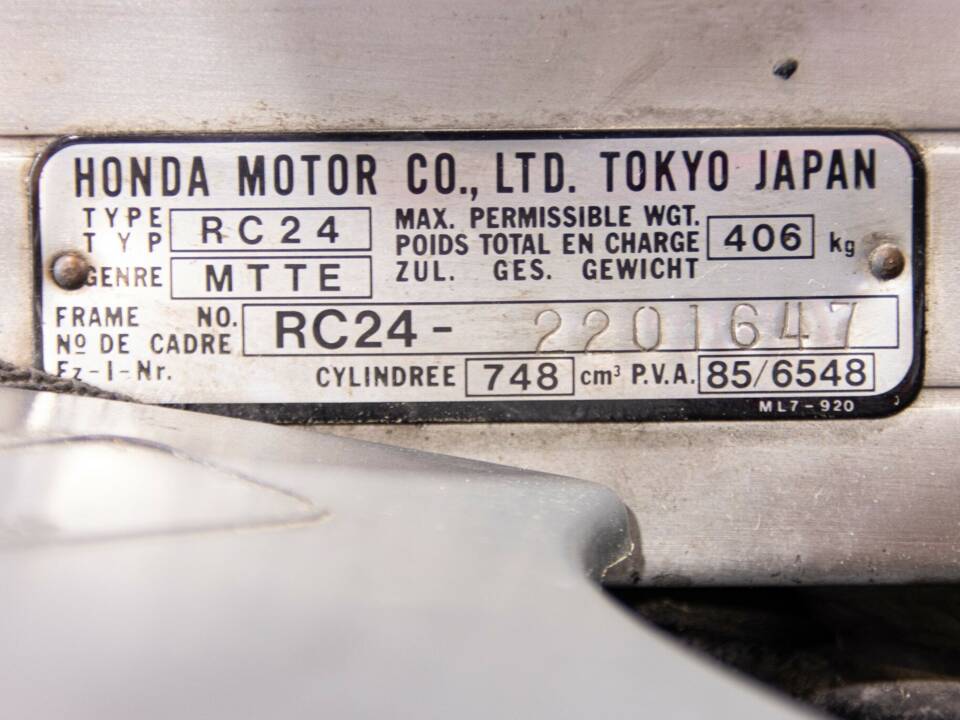 HONDA MOTOR CO., LTD. TOKYO JAPAN
TYPE RC24 MAX. PERMISSIBLE WGT.
TYP POIDS TOTAL EN CHARGE 406 kg
GENRE MTTE ZUL. GES. GEWICHT
FRAME NO. RC24- 2201647
Nº DE CADRE
Fz-I-Nr. CYLINDREE 748 cm³ P.V.A. 85/6548
ML7-920